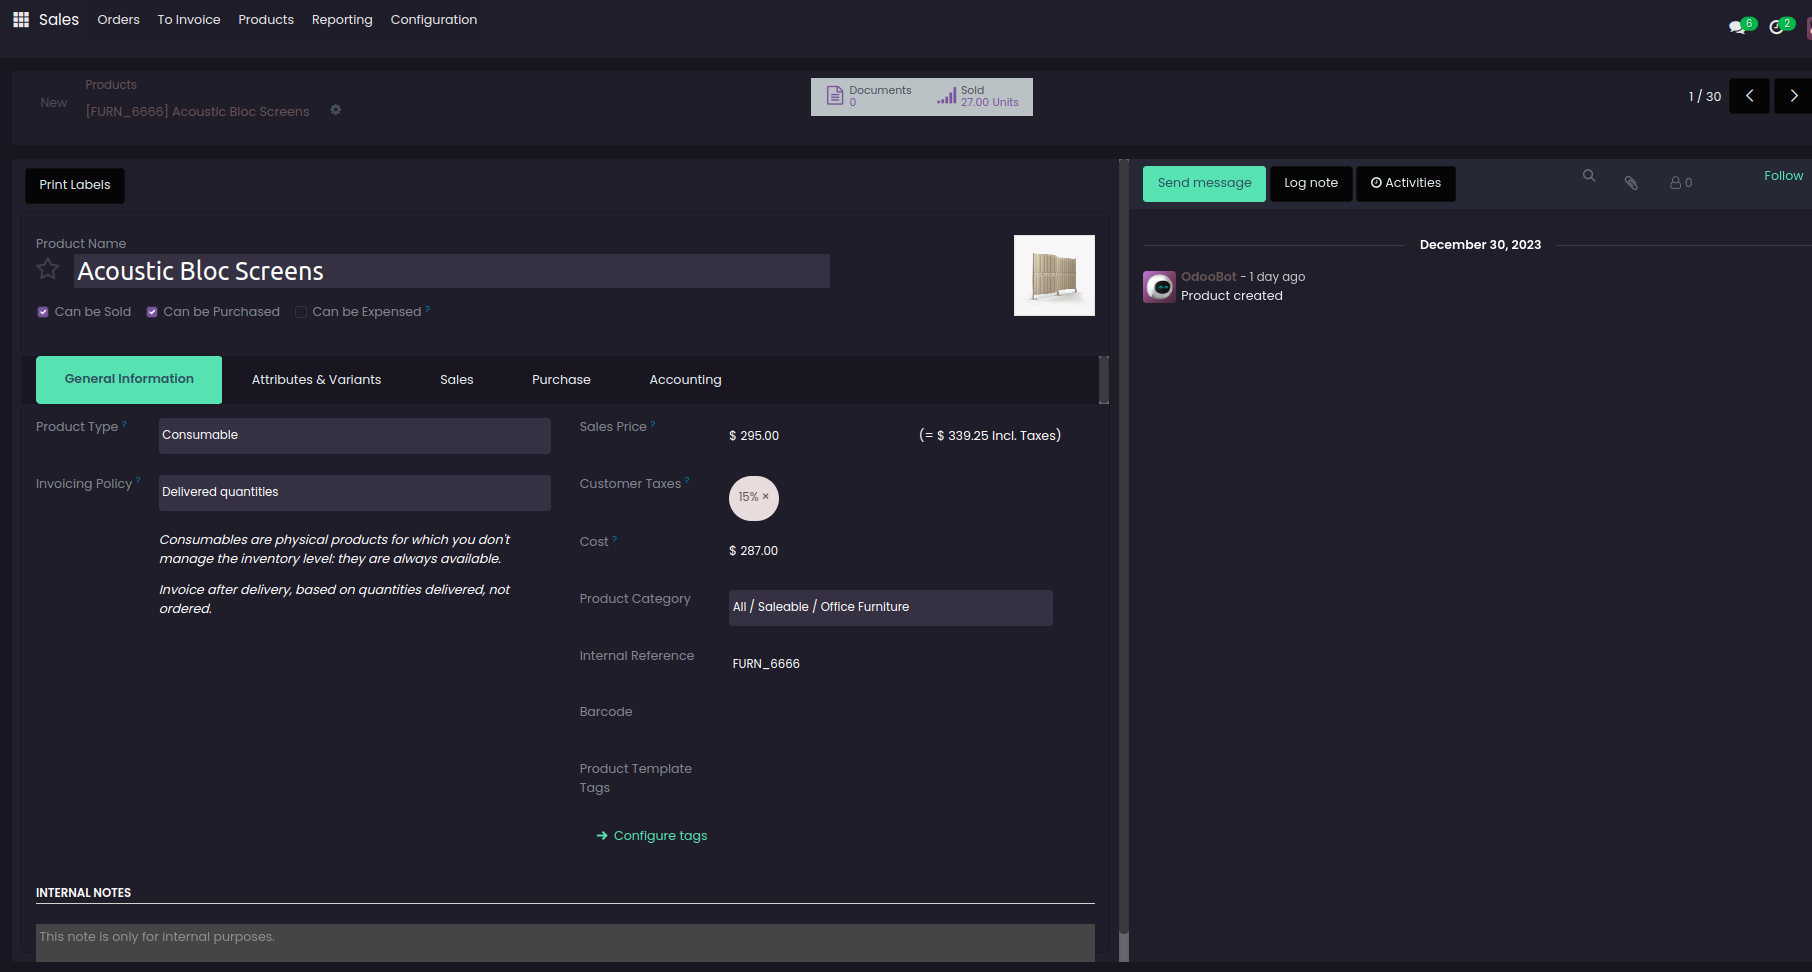 Sales Orders To Invoice Products Reporting Configuration
6 2
New
Products
[FURN_6666] Acoustic Bloc Screens
Documents
0
Sold
27.00 Units
1 / 30
Print Labels
Send message Log note Activities
0
Follow
Product Name
Acoustic Bloc Screens
Can be Sold Can be Purchased Can be Expensed ?
General Information Attributes & Variants Sales Purchase Accounting
Product Type ? Consumable
Invoicing Policy ? Delivered quantities
Consumables are physical products for which you don't
manage the inventory level: they are always available.
Invoice after delivery, based on quantities delivered, not
ordered.
Sales Price ? $ 295.00 (= $ 339.25 Incl. Taxes)
Customer Taxes ? 15% ×
Cost ? $ 287.00
Product Category All / Saleable / Office Furniture
Internal Reference FURN_6666
Barcode
Product Template
Tags
Configure tags
INTERNAL NOTES
This note is only for internal purposes.
December 30, 2023
OdooBot - 1 day ago
Product created